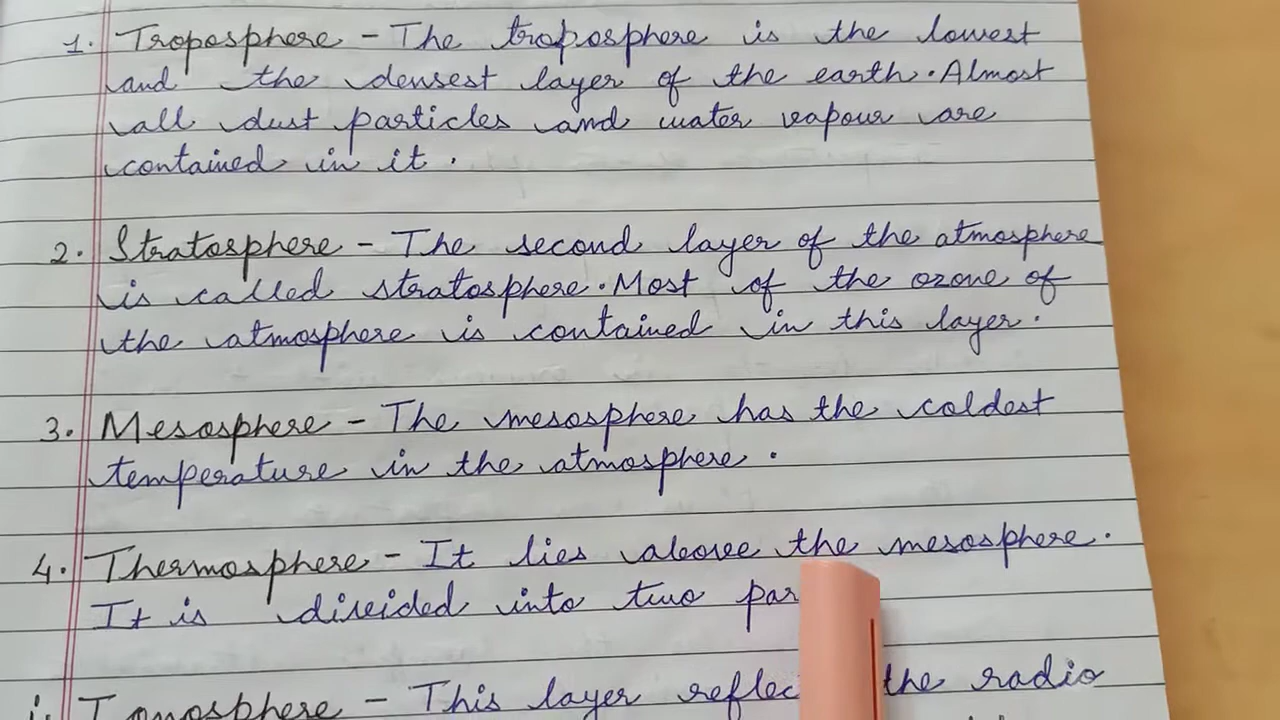 1. Troposphere - The troposphere is the lowest
and the densest layer of the earth. Almost
all dust particles and water vapour are
contained in it.
2. Stratosphere - The second layer of the atmosphere
is called stratosphere. Most of the ozone of
the atmosphere is contained in this layer.
3. Mesosphere - The mesosphere has the coldest
temperature in the atmosphere.
4. Thermosphere - It lies above the mesosphere.
It is divided into two par
i. Ionosphere - This layer reflec the radio